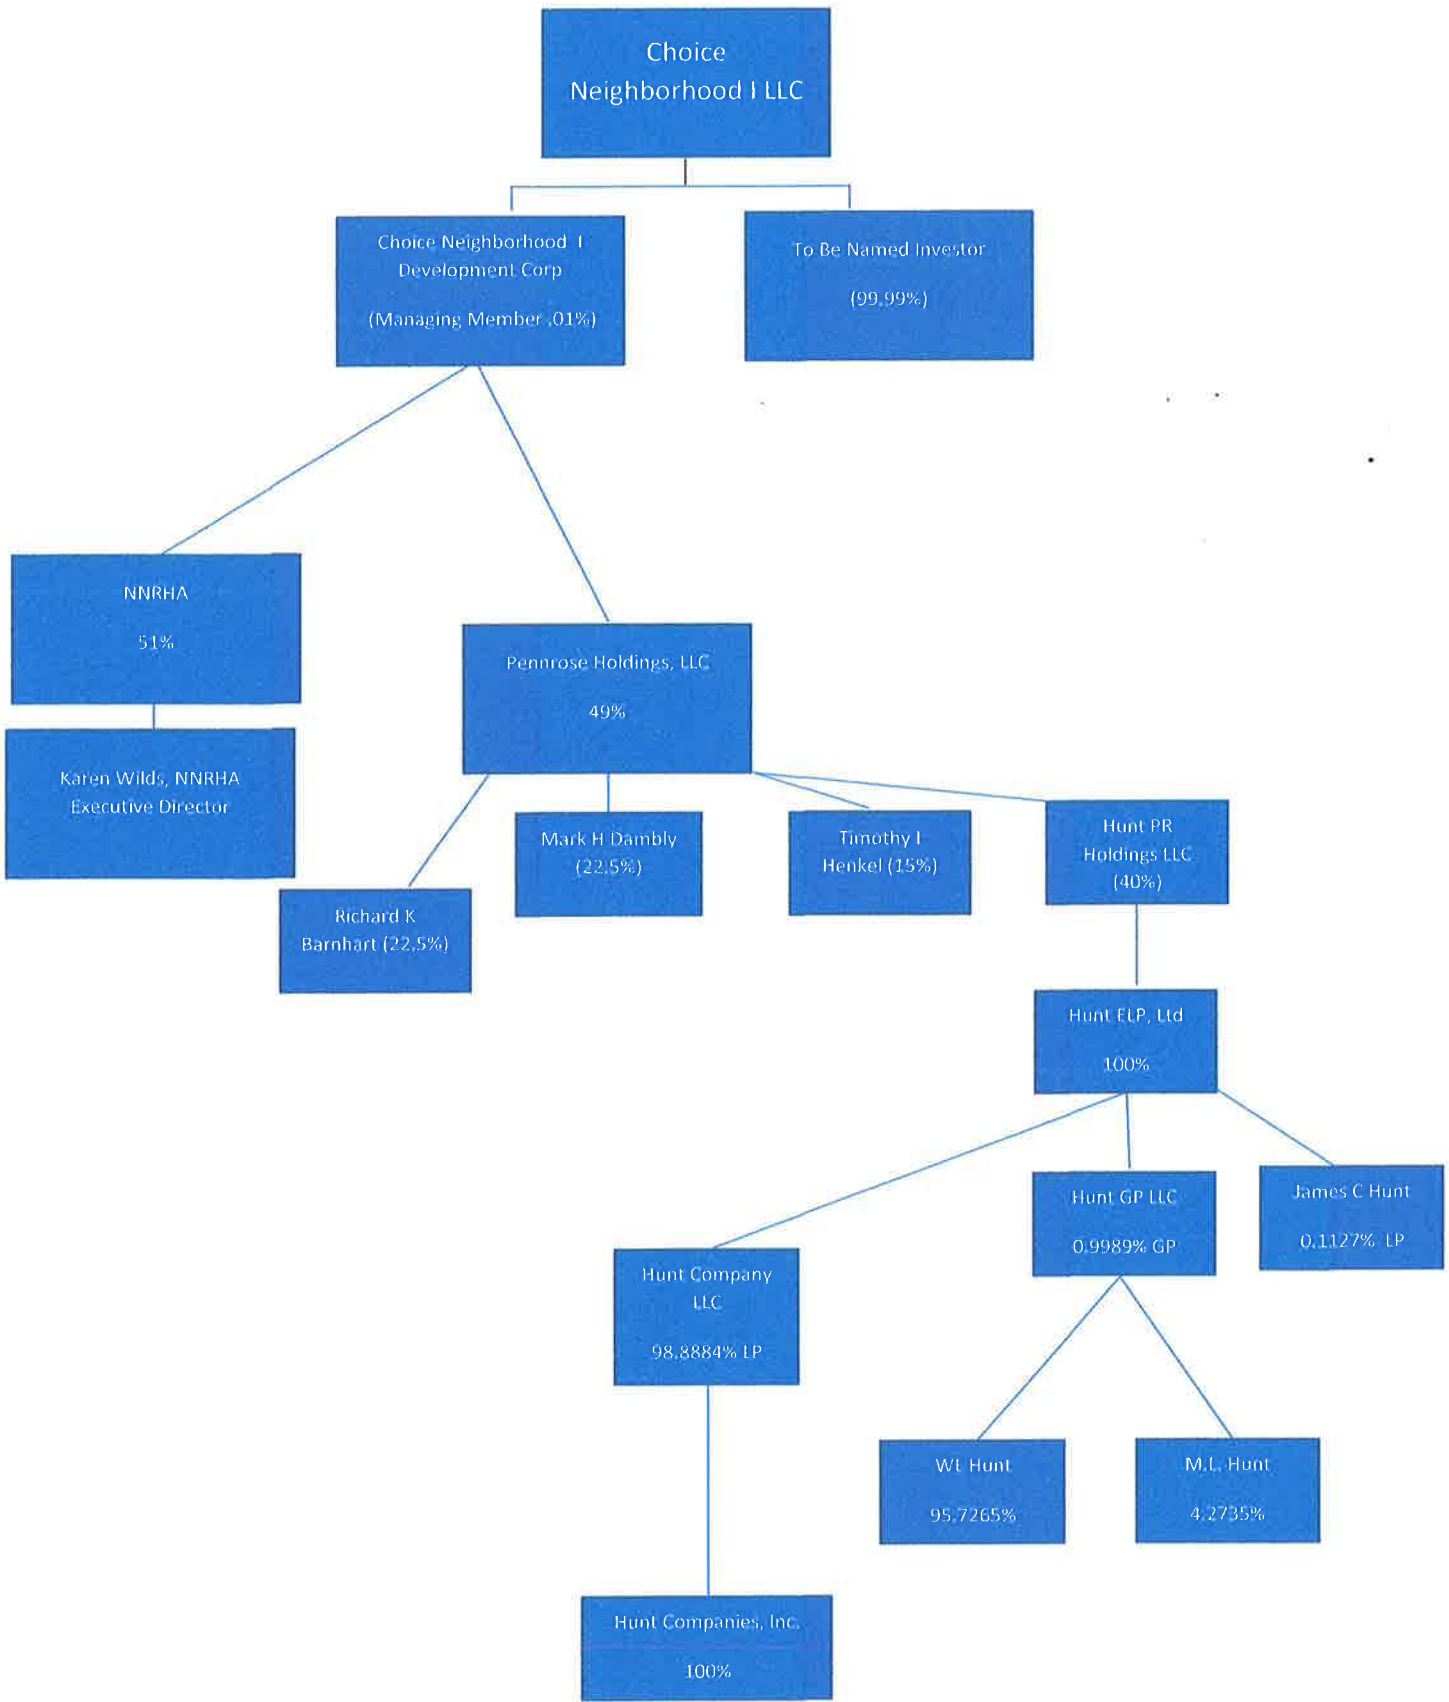 Choice
Neighborhood I LLC
Choice Neighborhood I
Development Corp
(Managing Member .01%)
To Be Named Investor
(99.99%)
NNRHA
51%
Karen Wilds, NNRHA
Executive Director
Pennrose Holdings, LLC
49%
Richard K
Barnhart (22.5%)
Mark H Dambly
(22.5%)
Timothy I
Henkel (15%)
Hunt PR
Holdings LLC
(40%)
Hunt ELP, Ltd
100%
Hunt Company
LLC
98.8884% LP
Hunt GP LLC
0.9989% GP
James C Hunt
0.1127% LP
WL Hunt
95.7265%
M.L. Hunt
4.2735%
Hunt Companies, Inc.
100%